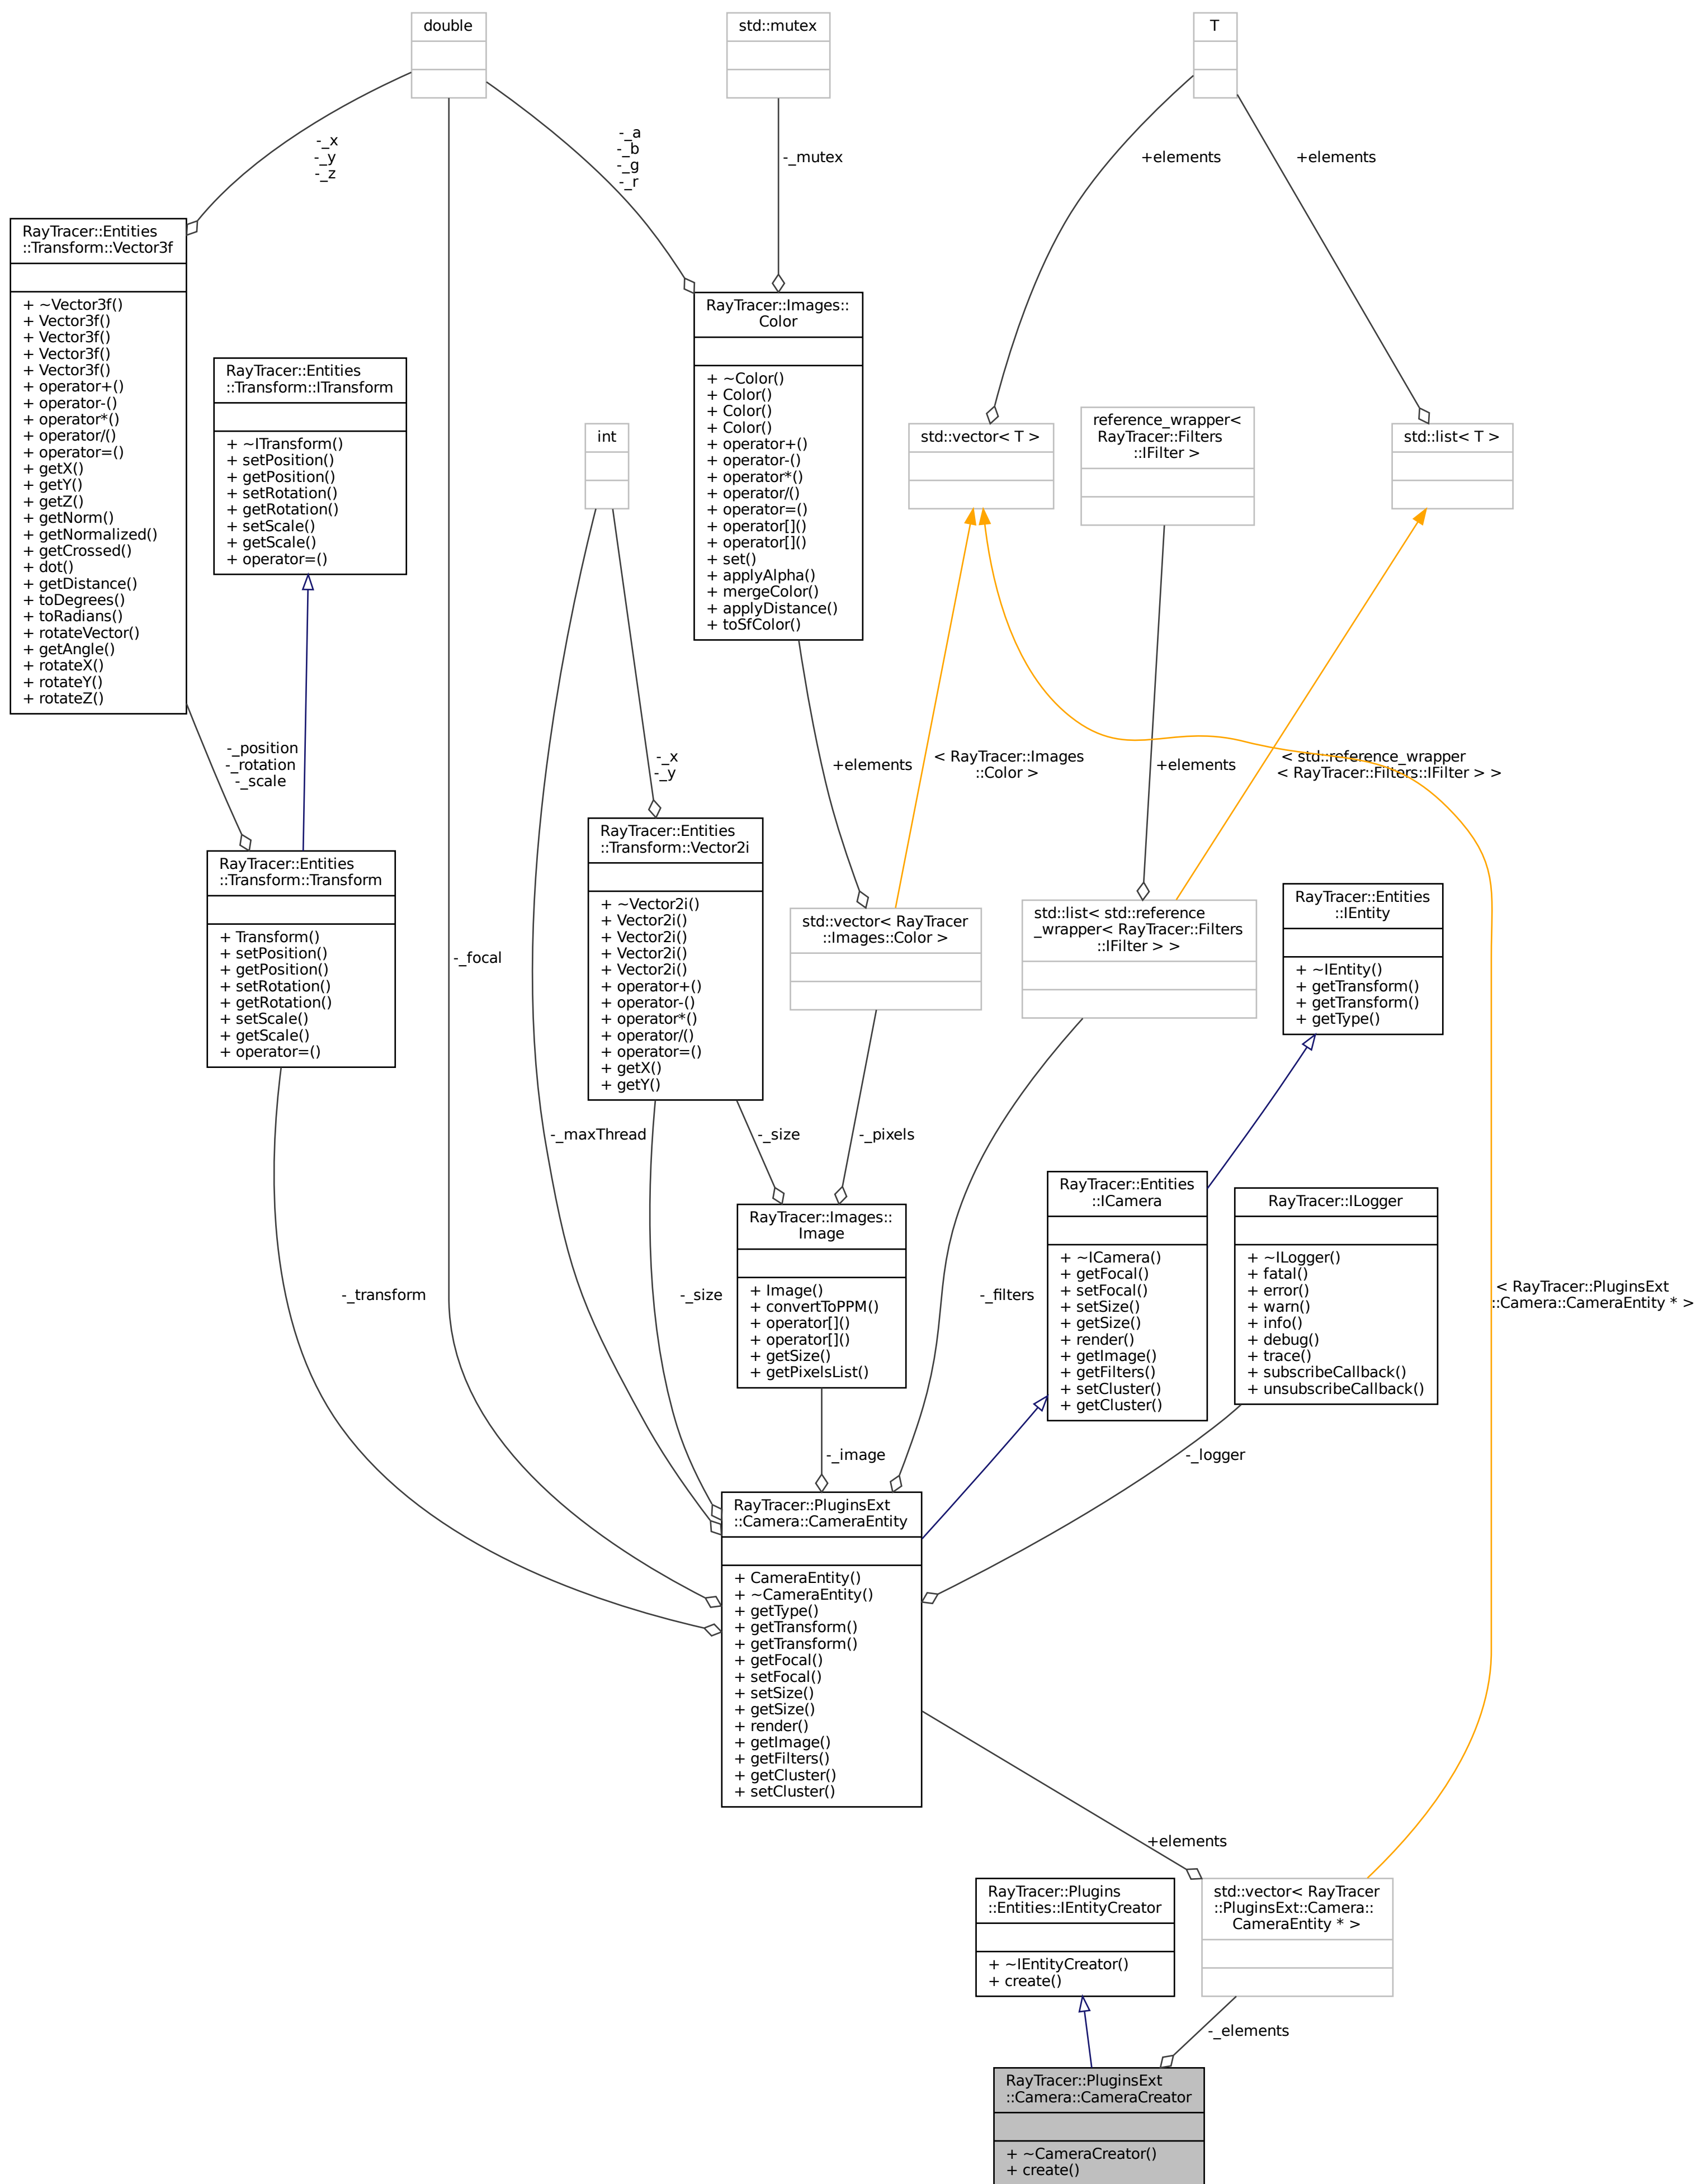 double
std::mutex
T
-_x
-_y
-_z
-_a
-_b
-_g
-_r
-_mutex
+elements
+elements
RayTracer::Entities
::Transform::Vector3f
+ ~Vector3f()
+ Vector3f()
+ Vector3f()
+ Vector3f()
+ Vector3f()
+ operator+()
+ operator-()
+ operator*()
+ operator/()
+ operator=()
+ getX()
+ getY()
+ getZ()
+ getNorm()
+ getNormalized()
+ getCrossed()
+ dot()
+ getDistance()
+ toDegrees()
+ toRadians()
+ rotateVector()
+ getAngle()
+ rotateX()
+ rotateY()
+ rotateZ()
RayTracer::Entities
::Transform::ITransform
+ ~ITransform()
+ setPosition()
+ getPosition()
+ setRotation()
+ getRotation()
+ setScale()
+ getScale()
+ operator=()
int
RayTracer::Images::
Color
+ ~Color()
+ Color()
+ Color()
+ Color()
+ operator+()
+ operator-()
+ operator*()
+ operator/()
+ operator=()
+ operator[]()
+ operator[]()
+ set()
+ applyAlpha()
+ mergeColor()
+ applyDistance()
+ toSfColor()
std::vector< T >
reference_wrapper<
RayTracer::Filters
::IFilter >
std::list< T >
-_position
-_rotation
-_scale
-_x
-_y
+elements
< RayTracer::Images
::Color >
+elements
< std::reference_wrapper
< RayTracer::Filters::IFilter > >
RayTracer::Entities
::Transform::Transform
+ Transform()
+ setPosition()
+ getPosition()
+ setRotation()
+ getRotation()
+ setScale()
+ getScale()
+ operator=()
-_focal
RayTracer::Entities
::Transform::Vector2i
+ ~Vector2i()
+ Vector2i()
+ Vector2i()
+ Vector2i()
+ Vector2i()
+ operator+()
+ operator-()
+ operator*()
+ operator/()
+ operator=()
+ getX()
+ getY()
std::vector< RayTracer
::Images::Color >
std::list< std::reference
_wrapper< RayTracer::Filters
::IFilter > >
RayTracer::Entities
::IEntity
+ ~IEntity()
+ getTransform()
+ getTransform()
+ getType()
-_maxThread
-_size
-_pixels
RayTracer::Images::
Image
+ Image()
+ convertToPPM()
+ operator[]()
+ operator[]()
+ getSize()
+ getPixelsList()
RayTracer::Entities
::ICamera
+ ~ICamera()
+ getFocal()
+ setFocal()
+ setSize()
+ getSize()
+ render()
+ getImage()
+ getFilters()
+ setCluster()
+ getCluster()
RayTracer::ILogger
+ ~ILogger()
+ fatal()
+ error()
+ warn()
+ info()
+ debug()
+ trace()
+ subscribeCallback()
+ unsubscribeCallback()
-_transform
-_size
-_filters
< RayTracer::PluginsExt
::Camera::CameraEntity * >
-_image
-_logger
RayTracer::PluginsExt
::Camera::CameraEntity
+ CameraEntity()
+ ~CameraEntity()
+ getType()
+ getTransform()
+ getTransform()
+ getFocal()
+ setFocal()
+ setSize()
+ getSize()
+ render()
+ getImage()
+ getFilters()
+ getCluster()
+ setCluster()
+elements
RayTracer::Plugins
::Entities::IEntityCreator
+ ~IEntityCreator()
+ create()
std::vector< RayTracer
::PluginsExt::Camera::
CameraEntity * >
-_elements
RayTracer::PluginsExt
::Camera::CameraCreator
+ ~CameraCreator()
+ create()